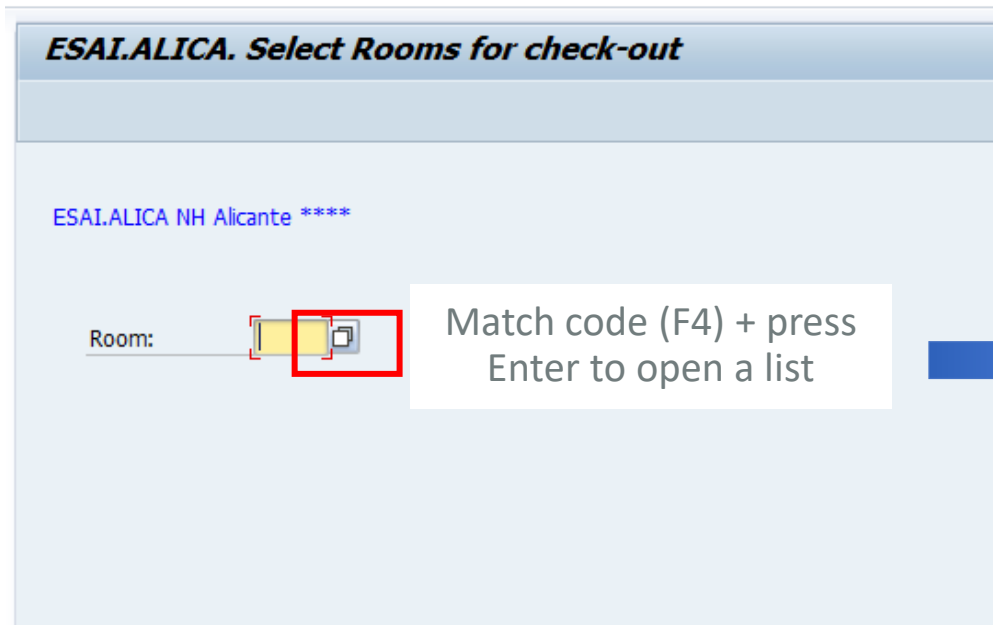 ESAI.ALICA. Select Rooms for check-out
ESAI.ALICA NH Alicante ****
Room:
Match code (F4) + press
Enter to open a list